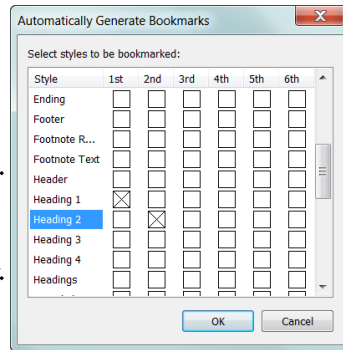 Automatically Generate Bookmarks
Select styles to be bookmarked:
Style 1st 2nd 3rd 4th 5th 6th
Ending
Footer
Footnote R...
Footnote Text
Header
Heading 1
Heading 2
Heading 3
Heading 4
Headings
OK Cancel